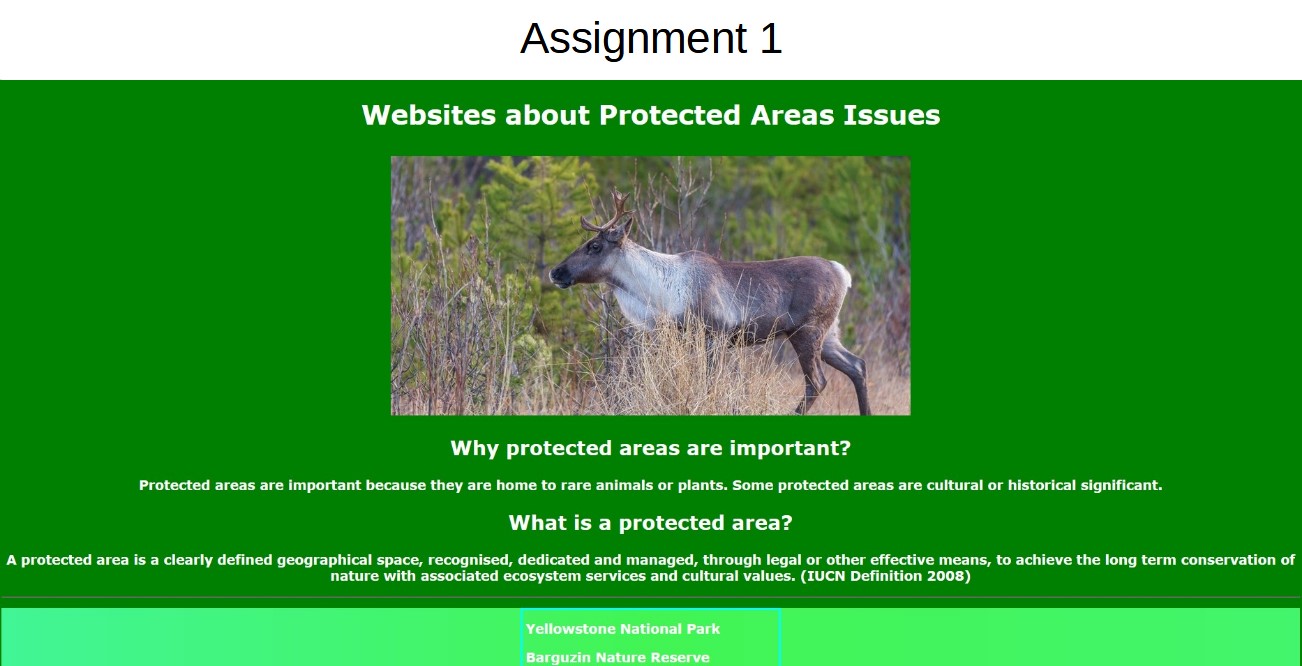 Assignment 1
Websites about Protected Areas Issues
Why protected areas are important?
Protected areas are important because they are home to rare animals or plants. Some protected areas are cultural or historical significant.
What is a protected area?
A protected area is a clearly defined geographical space, recognised, dedicated and managed, through legal or other effective means, to achieve the long term conservation of
nature with associated ecosystem services and cultural values. (IUCN Definition 2008)
Yellowstone National Park
Barguzin Nature Reserve